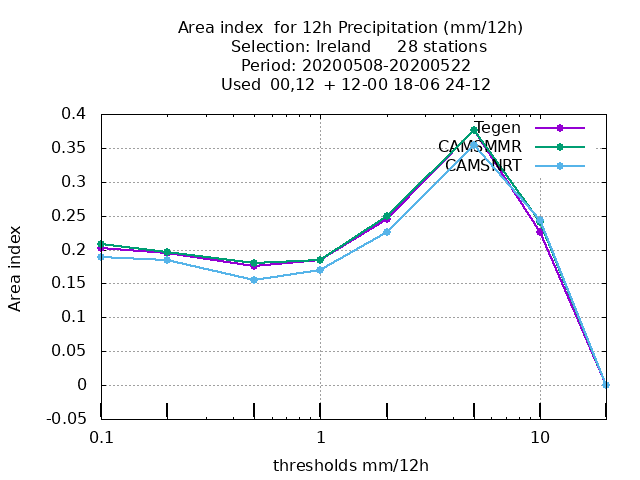 Area index  for 12h Precipitation (mm/12h)
Selection: Ireland     28 stations
Period: 20200508-20200522
Used  00,12  + 12-00 18-06 24-12
Tegen
CAMSMMR
CAMSNRT
0.4
0.35
0.3
0.25
0.2
0.15
0.1
0.05
0
-0.05
Area index
0.1
1
10
thresholds mm/12h